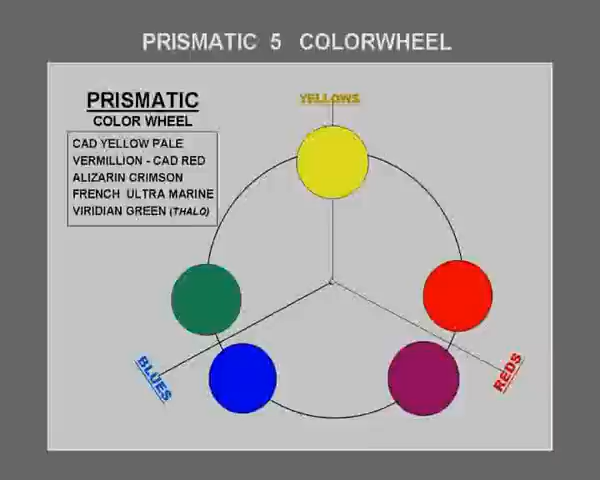 PRISMATIC 5 COLORWHEEL
PRISMATIC
COLOR WHEEL
CAD YELLOW PALE
VERMILLION - CAD RED
ALIZARIN CRIMSON
FRENCH ULTRA MARINE
VIRIDIAN GREEN (THALO)
YELLOWS
BLUES
REDS